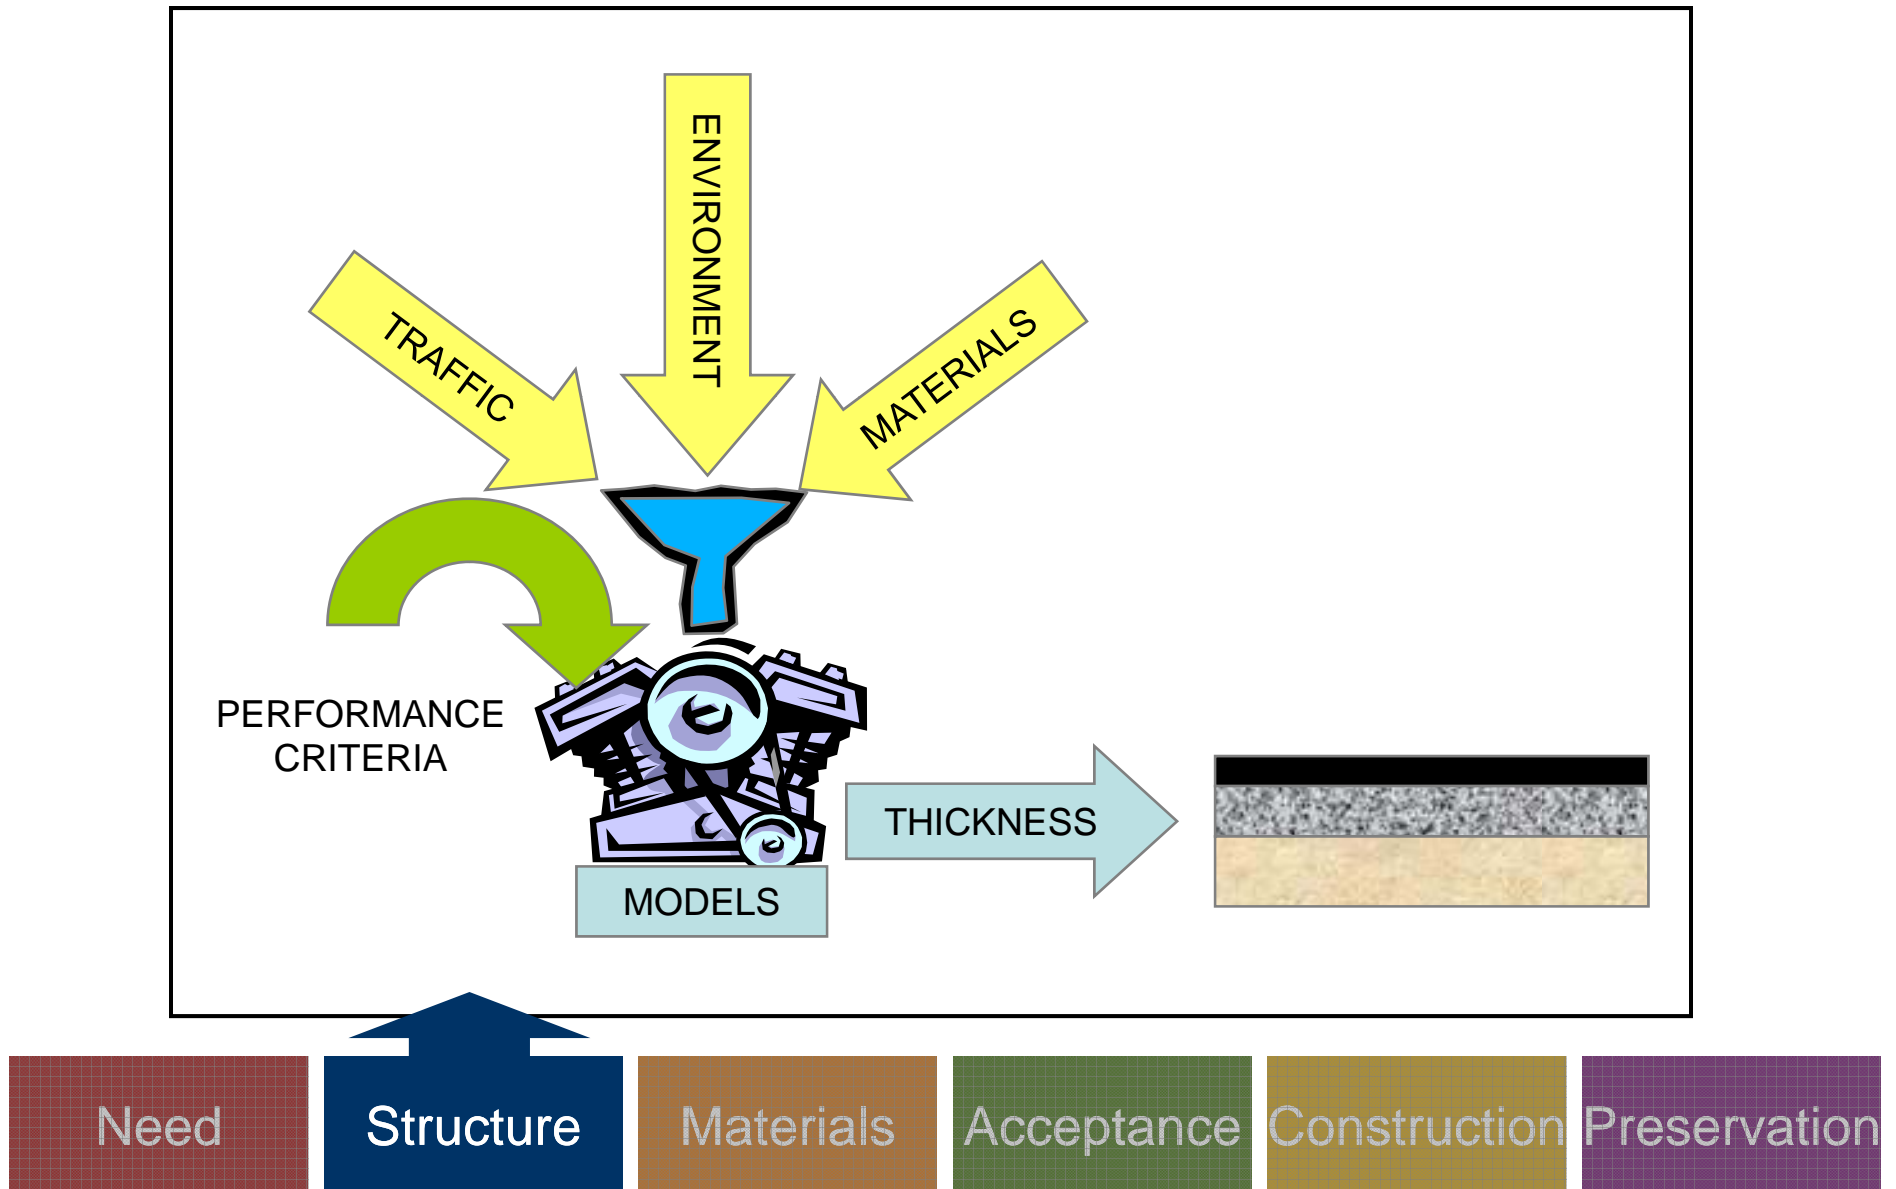 ENVIRONMENT
TRAFFIC
MATERIALS
PERFORMANCE
CRITERIA
THICKNESS
MODELS
Need
Structure
Materials
Acceptance
Construction
Preservation